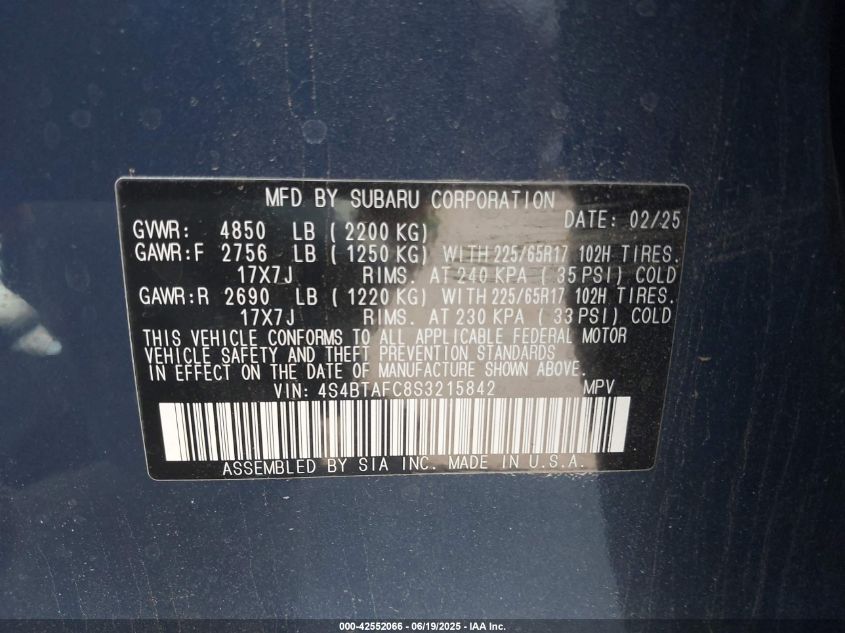 MFD BY SUBARU CORPORATION
DATE: 02/25
GVWR: 4850 LB ( 2200 KG)
GAWR:F 2756 LB ( 1250 KG) WITH 225/65R17 102H TIRES.
17X7J RIMS. AT 240 KPA ( 35 PSI) COLD
GAWR:R 2690 LB ( 1220 KG) WITH 225/65R17 102H TIRES.
17X7J RIMS. AT 230 KPA ( 33 PSI) COLD
THIS VEHICLE CONFORMS TO ALL APPLICABLE FEDERAL MOTOR
VEHICLE SAFETY AND THEFT PREVENTION STANDARDS
IN EFFECT ON THE DATE OF MANUFACTURE SHOWN ABOVE.
VIN: 4S4BTAFC8S3215842 MPV
ASSEMBLED BY SIA INC. MADE IN U.S.A.
000-42552066 - 06/19/2025 - IAA Inc.